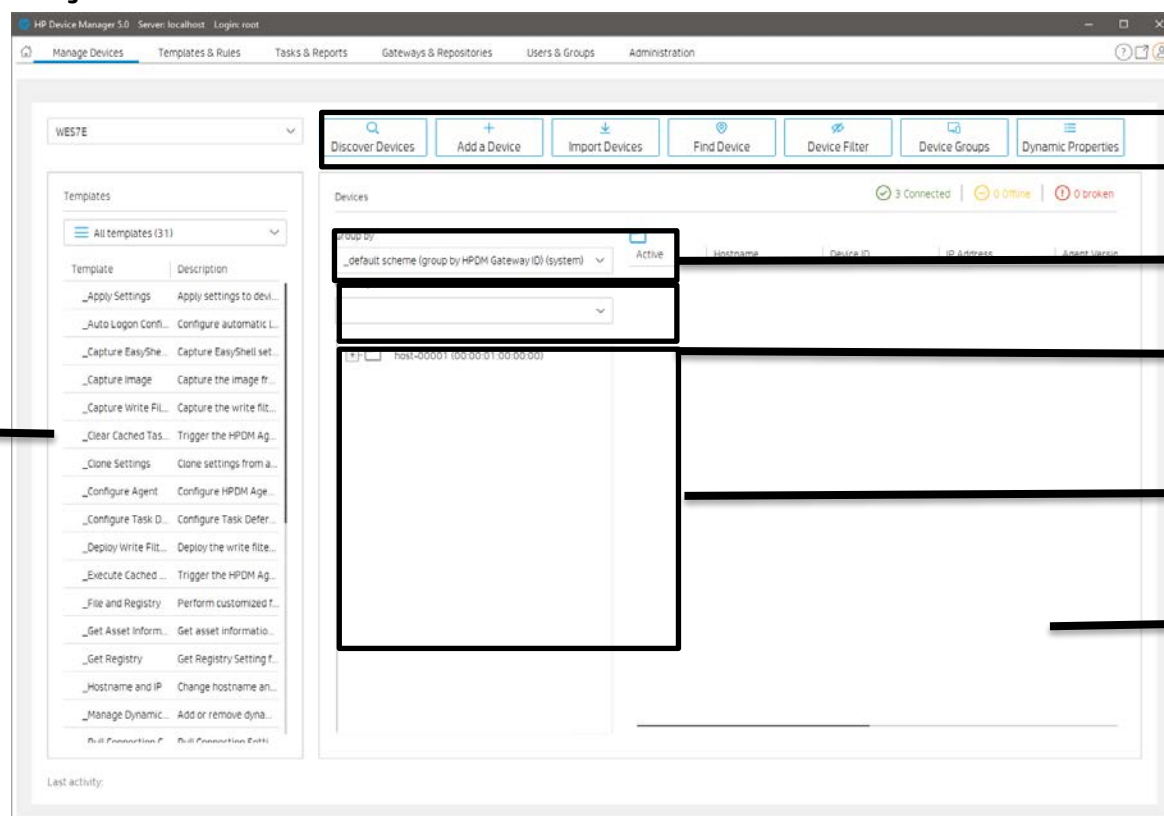 HP Device Manager 5.0 Server: localhost Login: root
Manage Devices Templates & Rules Tasks & Reports Gateways & Repositories Users & Groups Administration
WES7E
Discover Devices Add a Device Import Devices Find Device Device Filter Device Groups Dynamic Properties
Templates
Devices
3 Connected 0 Offline 0 broken
All templates (31)
Group by
_default scheme (group by HPDM Gateway ID) (system)
Active Hostname Device ID IP Address Agent Versin
Template Description
_Apply Settings Apply settings to devi...
_Auto Logon Confi... Configure automatic l...
_Capture EasyShe... Capture EasyShell set...
_Capture Image Capture the image fr...
_Capture Write Fil... Capture the write filt...
_Clear Cached Tas... Trigger the HPDM Ag...
_Clone Settings Clone settings from a...
_Configure Agent Configure HPDM Age...
_Configure Task D... Configure Task Defer...
_Deploy Write Filt... Deploy the write filte...
_Execute Cached ... Trigger the HPDM Ag...
_File and Registry Perform customized f...
_Get Asset Inform... Get asset informatio...
_Get Registry Get Registry Setting f...
_Hostname and IP Change hostname an...
_Manage Dynamic... Add or remove dyna...
host-00001 (00:00:01:00:00:00)
Last activity: